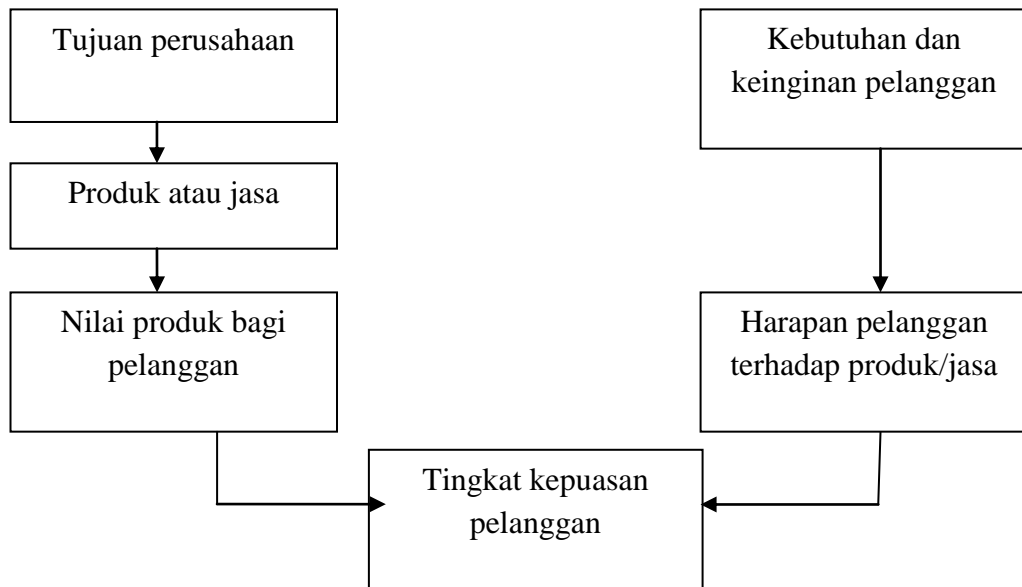 Tujuan perusahaan
Produk atau jasa
Nilai produk bagi
pelanggan
Kebutuhan dan
keinginan pelanggan
Harapan pelanggan
terhadap produk/jasa
Tingkat kepuasan
pelanggan